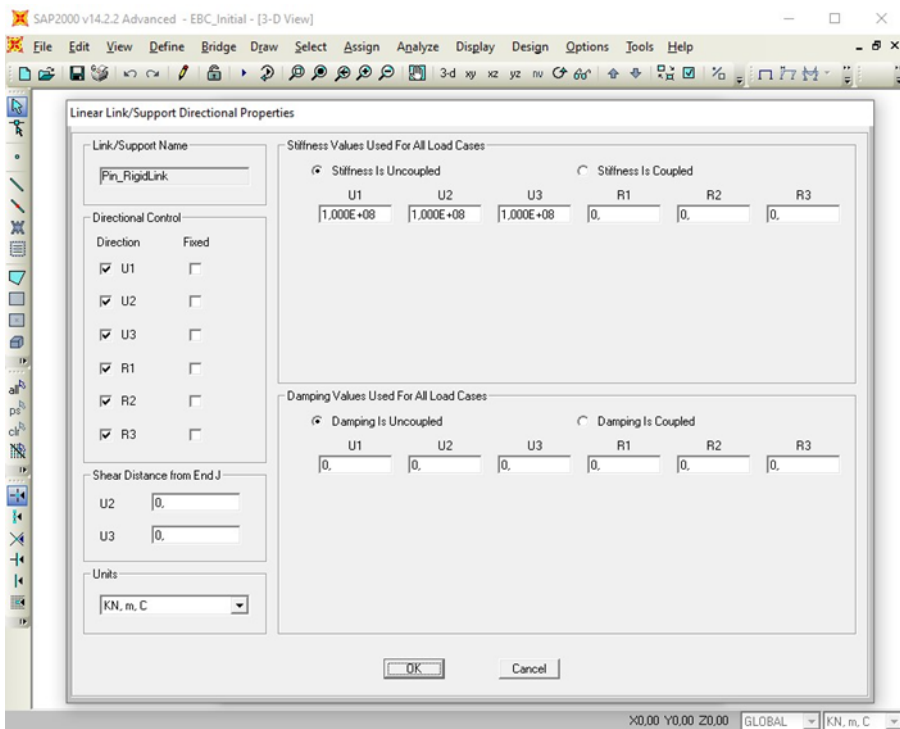 SAP2000 v14.2.2 Advanced - EBC_Initial - [3-D View]
File Edit View Define Bridge Draw Select Assign Analyze Display Design Options Tools Help
3-d xy xz yz nv
Linear Link/Support Directional Properties
Link/Support Name
Pin_RigidLink
Directional Control
Direction Fixed
U1
U2
U3
R1
R2
R3
Shear Distance from End J
U2 0,
U3 0,
Units
KN, m, C
Stiffness Values Used For All Load Cases
Stiffness Is Uncoupled Stiffness Is Coupled
U1 U2 U3 R1 R2 R3
1,000E+08 1,000E+08 1,000E+08 0, 0, 0,
Damping Values Used For All Load Cases
Damping Is Uncoupled Damping Is Coupled
U1 U2 U3 R1 R2 R3
0, 0, 0, 0, 0, 0,
OK Cancel
all
ps
clr
X0,00 Y0,00 Z0,00 GLOBAL KN, m, C